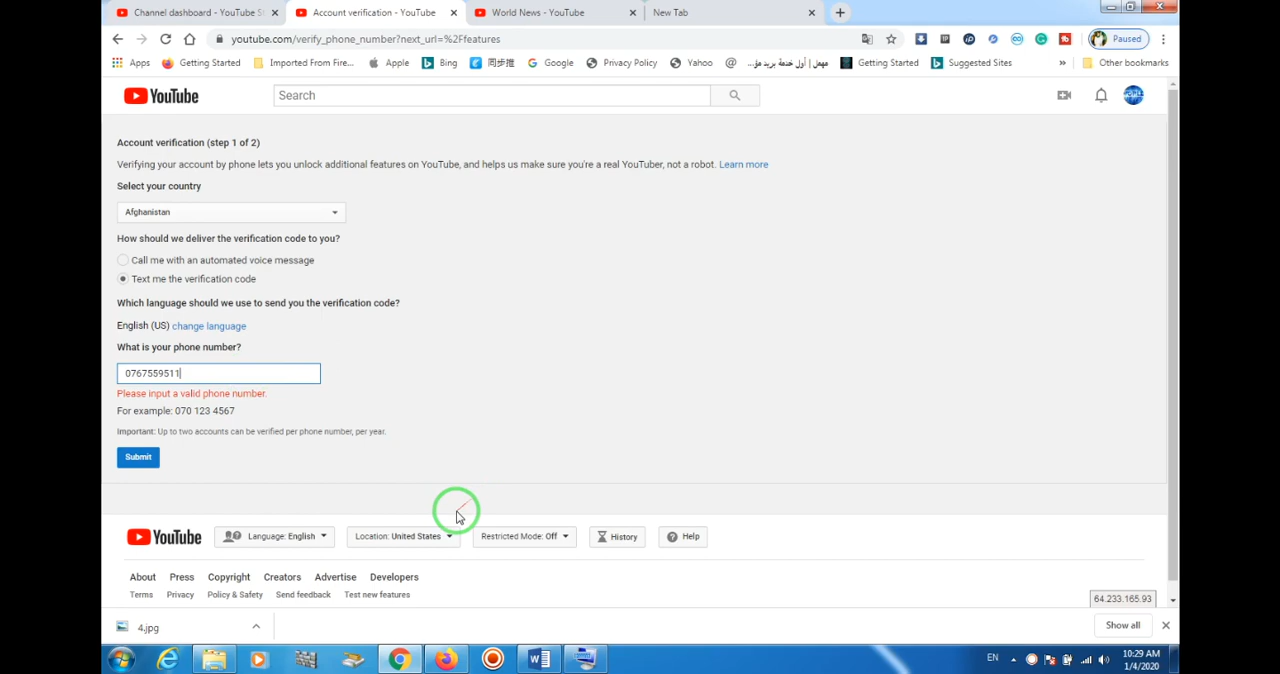 Channel dashboard - YouTube St
Account verification - YouTube
World News - YouTube
New Tab
youtube.com/verify_phone_number?next_url=%2Ffeatures
Paused
Apps
Getting Started
Imported From Fire...
Apple
Bing
同步推
Google
Privacy Policy
Yahoo
مهمل | أول خدمة بريد مؤ...
Getting Started
Suggested Sites
»
Other bookmarks
YouTube
Search
Account verification (step 1 of 2)
Verifying your account by phone lets you unlock additional features on YouTube, and helps us make sure you're a real YouTuber, not a robot. Learn more
Select your country
Afghanistan
How should we deliver the verification code to you?
Call me with an automated voice message
Text me the verification code
Which language should we use to send you the verification code?
English (US) change language
What is your phone number?
0767559511
Please input a valid phone number.
For example: 070 123 4567
Important: Up to two accounts can be verified per phone number, per year.
Submit
YouTube
Language: English
Location: United States
Restricted Mode: Off
History
Help
About Press Copyright Creators Advertise Developers
Terms Privacy Policy & Safety Send feedback Test new features
64.233.165.93
4.jpg
Show all
EN
10:29 AM
1/4/2020